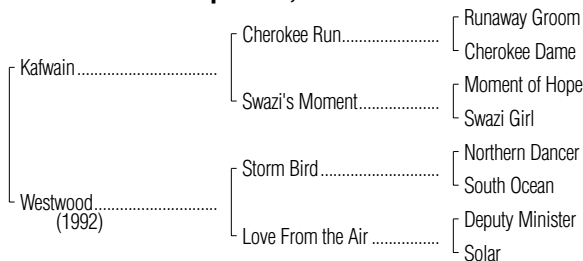 Runaway Groom
Cherokee Run....................
Cherokee Dame
Kafwain..............................
Moment of Hope
Swazi's Moment.................
Swazi Girl
Northern Dancer
Storm Bird.........................
South Ocean
Westwood..........................
(1992)
Deputy Minister
Love From the Air ..............
Solar